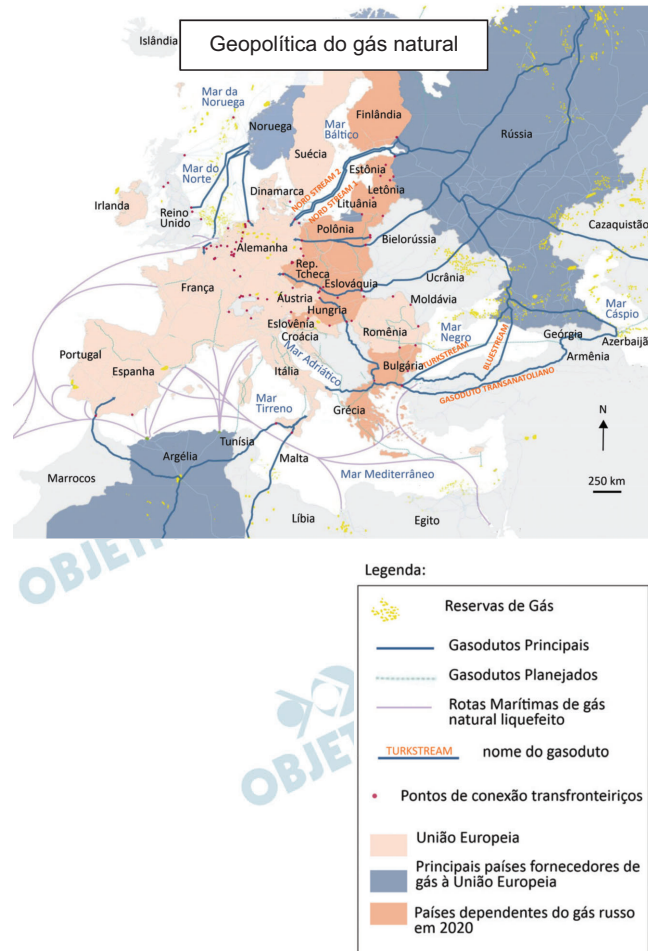 Geopolítica do gás natural
Islândia
Mar da
Noruega
Noruega
Finlândia
Mar
Báltico
Suécia
Rússia
Mar do
Norte
Estônia
Letônia
Lituânia
NORD STREAM 2
NORD STREAM 1
Dinamarca
Irlanda
Reino
Unido
Polônia
Bielorússia
Cazaquistão
Alemanha
Rep.
Tcheca
Eslováquia
Ucrânia
França
Áustria
Hungria
Moldávia
Mar
Cáspio
Eslovênia
Croácia
Romênia
Mar
Negro
TURKSTREAM
BLUESTREAM
Geórgia
Azerbaijão
Armênia
Portugal
Espanha
Itália
Mar Adriático
Bulgária
GASODUTO TRANSANATOLIANO
Mar
Tirreno
Grécia
N
Tunísia
Argélia
Malta
Marrocos
Mar Mediterrâneo
250 km
Líbia
Egito
OBJETI
Legenda:
Reservas de Gás
Gasodutos Principais
Gasodutos Planejados
Rotas Marítimas de gás
natural liquefeito
TURKSTREAM
nome do gasoduto
Pontos de conexão transfronteiriços
União Europeia
Principais países fornecedores de
gás à União Europeia
Países dependentes do gás russo
em 2020
OBJET